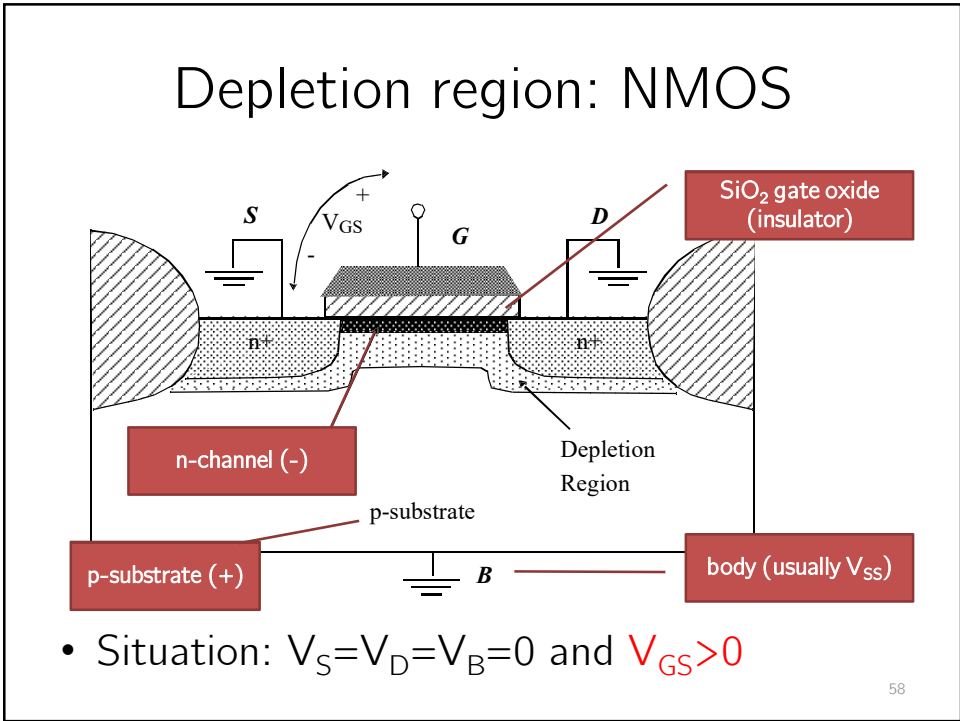 Depletion region: NMOS
SiO₂ gate oxide
(insulator)
+
S
V_GS
G
D
-
n+
n+
n-channel (-)
Depletion
Region
p-substrate
p-substrate (+)
B
body (usually V_SS)
• Situation: V_S=V_D=V_B=0 and V_GS>0
58